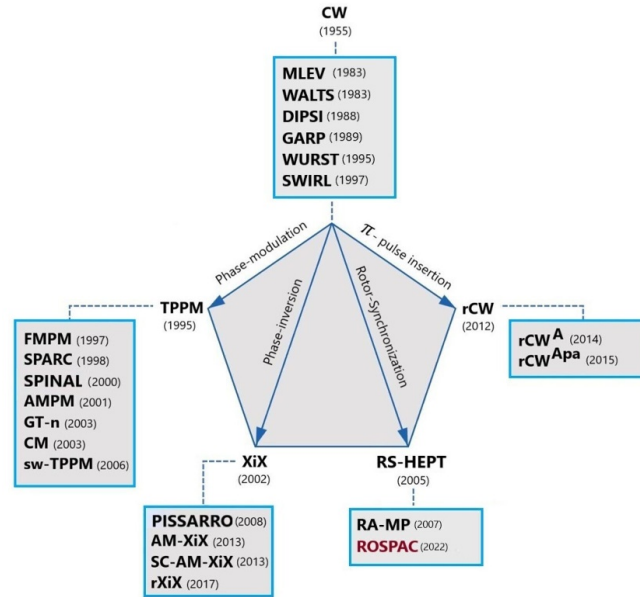 CW
(1955)
MLEV (1983)
WALTS (1983)
DIPSI (1988)
GARP (1989)
WURST (1995)
SWIRL (1997)
Phase-modulation
π- pulse insertion
Phase-inversion
Rotor-Synchronization
TPPM
(1995)
rCW
(2012)
FMPM (1997)
SPARC (1998)
SPINAL (2000)
AMPM (2001)
GT-n (2003)
CM (2003)
sw-TPPM (2006)
rCW^A (2014)
rCW^Apa (2015)
XiX
(2002)
RS-HEPT
(2005)
PISSARRO (2008)
AM-XiX (2013)
SC-AM-XiX (2013)
rXiX (2017)
RA-MP (2007)
ROSPAC (2022)